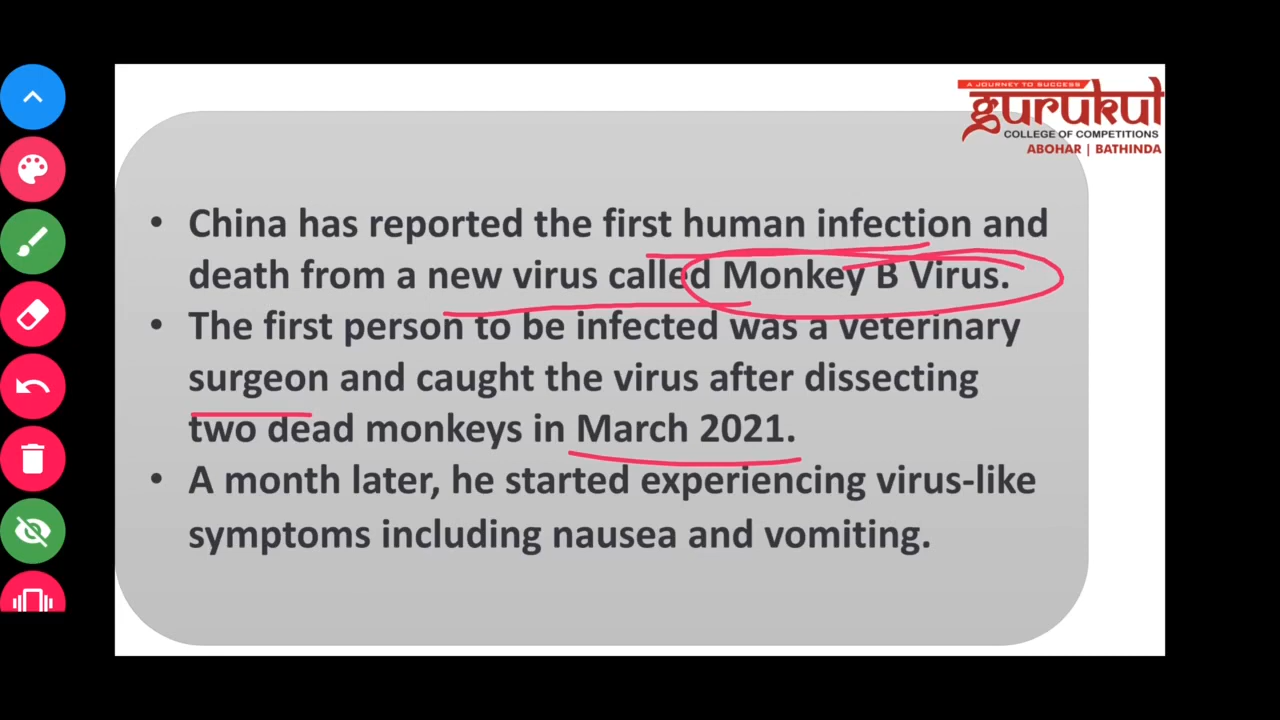 A JOURNEY TO SUCCESS
gurukul
COLLEGE OF COMPETITIONS
ABOHAR | BATHINDA
• China has reported the first human infection and
death from a new virus called Monkey B Virus.
• The first person to be infected was a veterinary
surgeon and caught the virus after dissecting
two dead monkeys in March 2021.
• A month later, he started experiencing virus-like
symptoms including nausea and vomiting.